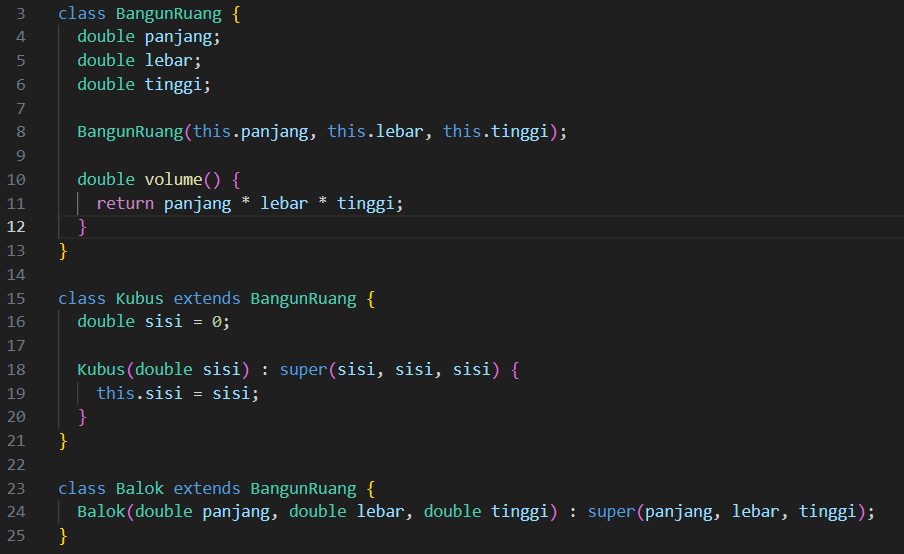 3 class BangunRuang {
4   double panjang;
5   double lebar;
6   double tinggi;
7
8   BangunRuang(this.panjang, this.lebar, this.tinggi);
9
10   double volume() {
11     return panjang * lebar * tinggi;
12   }
13 }
14
15 class Kubus extends BangunRuang {
16   double sisi = 0;
17
18   Kubus(double sisi) : super(sisi, sisi, sisi) {
19     this.sisi = sisi;
20   }
21 }
22
23 class Balok extends BangunRuang {
24   Balok(double panjang, double lebar, double tinggi) : super(panjang, lebar, tinggi);
25 }